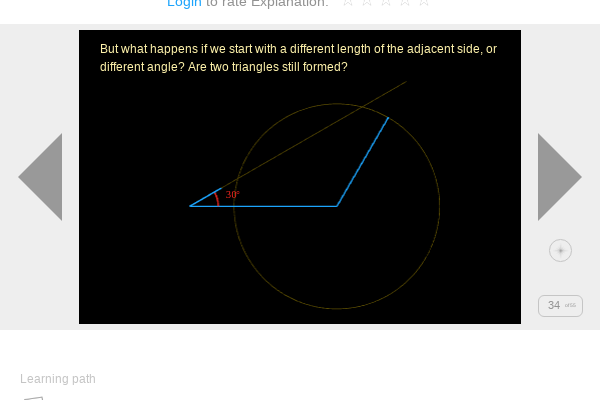 Login to rate Explanation:
But what happens if we start with a different length of the adjacent side, or
different angle? Are two triangles still formed?
30°
34 of55
Learning path